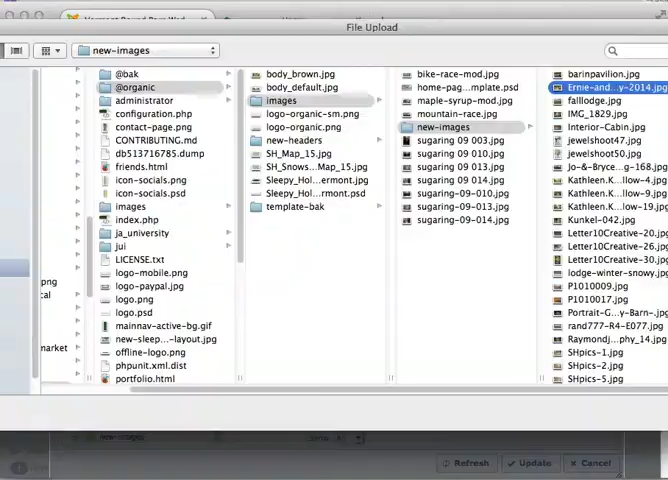 File Upload
new-images
@bak
@organic
administrator
configuration.php
contact-page.png
CONTRIBUTING.md
db513716785.dump
friends.html
icon-socials.png
icon-socials.psd
images
index.php
ja_university
jui
LICENSE.txt
logo-mobile.png
logo-paypal.jpg
logo.png
logo.psd
mainnav-active-bg.gif
new-sleep...-layout.jpg
offline-logo.png
phpunit.xml.dist
portfolio.html
png
cal
market
body_brown.jpg
body_default.jpg
images
logo-organic-sm.png
logo-organic.png
new-headers
SH_Map_15.jpg
SH_Snows...Map_15.jpg
Sleepy_Hol...ermont.jpg
Sleepy_Hol...ermont.psd
template-bak
bike-race-mod.jpg
home-pag...mplate.psd
maple-syrup-mod.jpg
mountain-race.jpg
new-images
sugaring 09 003.jpg
sugaring 09 010.jpg
sugaring 09 013.jpg
sugaring 09 014.jpg
sugaring-09-010.jpg
sugaring-09-013.jpg
sugaring-09-014.jpg
barinpavilion.jpg
Ernie-and...y-2014.jpg
falllodge.jpg
IMG_1829.jpg
Interior-Cabin.jpg
jewelshoot47.jpg
jewelshoot50.jpg
jo-&-Bryce...g-168.jpg
Kathleen.K...llow-4.jpg
Kathleen.K...llow-9.jpg
Kathleen.K...low-19.jpg
Kunkel-042.jpg
Letter10Creative-20.jpg
Letter10Creative-26.jpg
Letter10Creative-30.jpg
lodge-winter-snowy.jpg
P1010009.jpg
P1010017.jpg
Portrait-G...y-Barn-.jpg
rand777-R4-E077.jpg
Raymondj...phy_14.jpg
SHpics-1.jpg
SHpics-2.jpg
SHpics-5.jpg
new-images
Refresh
Update
Cancel